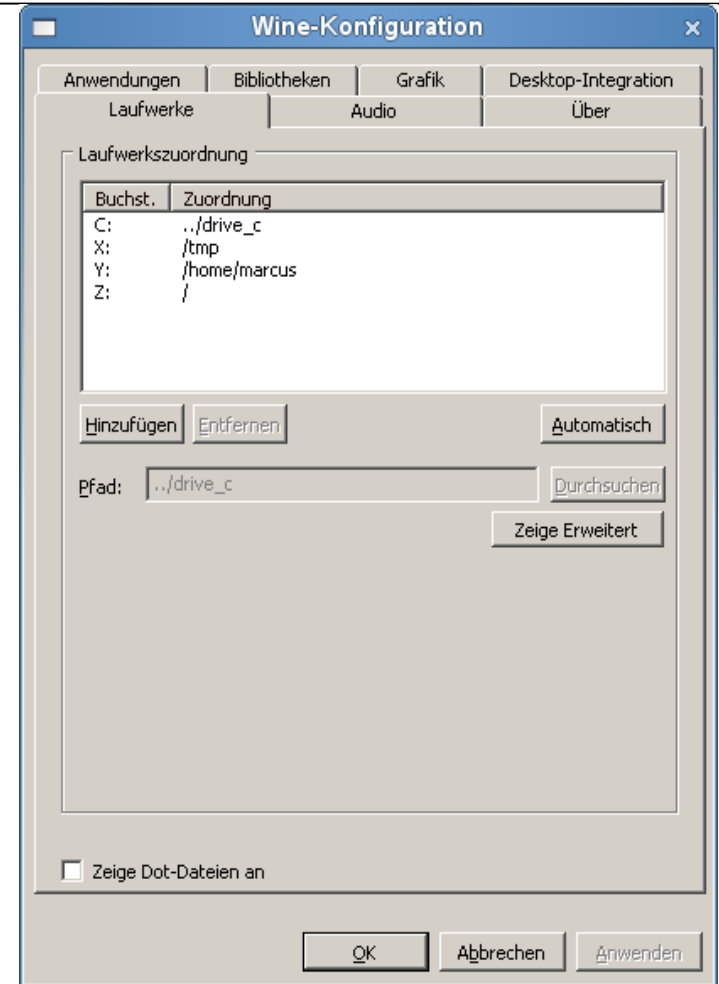 Wine-Konfiguration
Anwendungen Bibliotheken Grafik Desktop-Integration
Laufwerke Audio Über
Laufwerkszuordnung
Buchst. Zuordnung
C: ../drive_c
X: /tmp
Y: /home/marcus
Z: /
Hinzufügen Entfernen Automatisch
Pfad: ../drive_c Durchsuchen
Zeige Erweitert
Zeige Dot-Dateien an
OK Abbrechen Anwenden